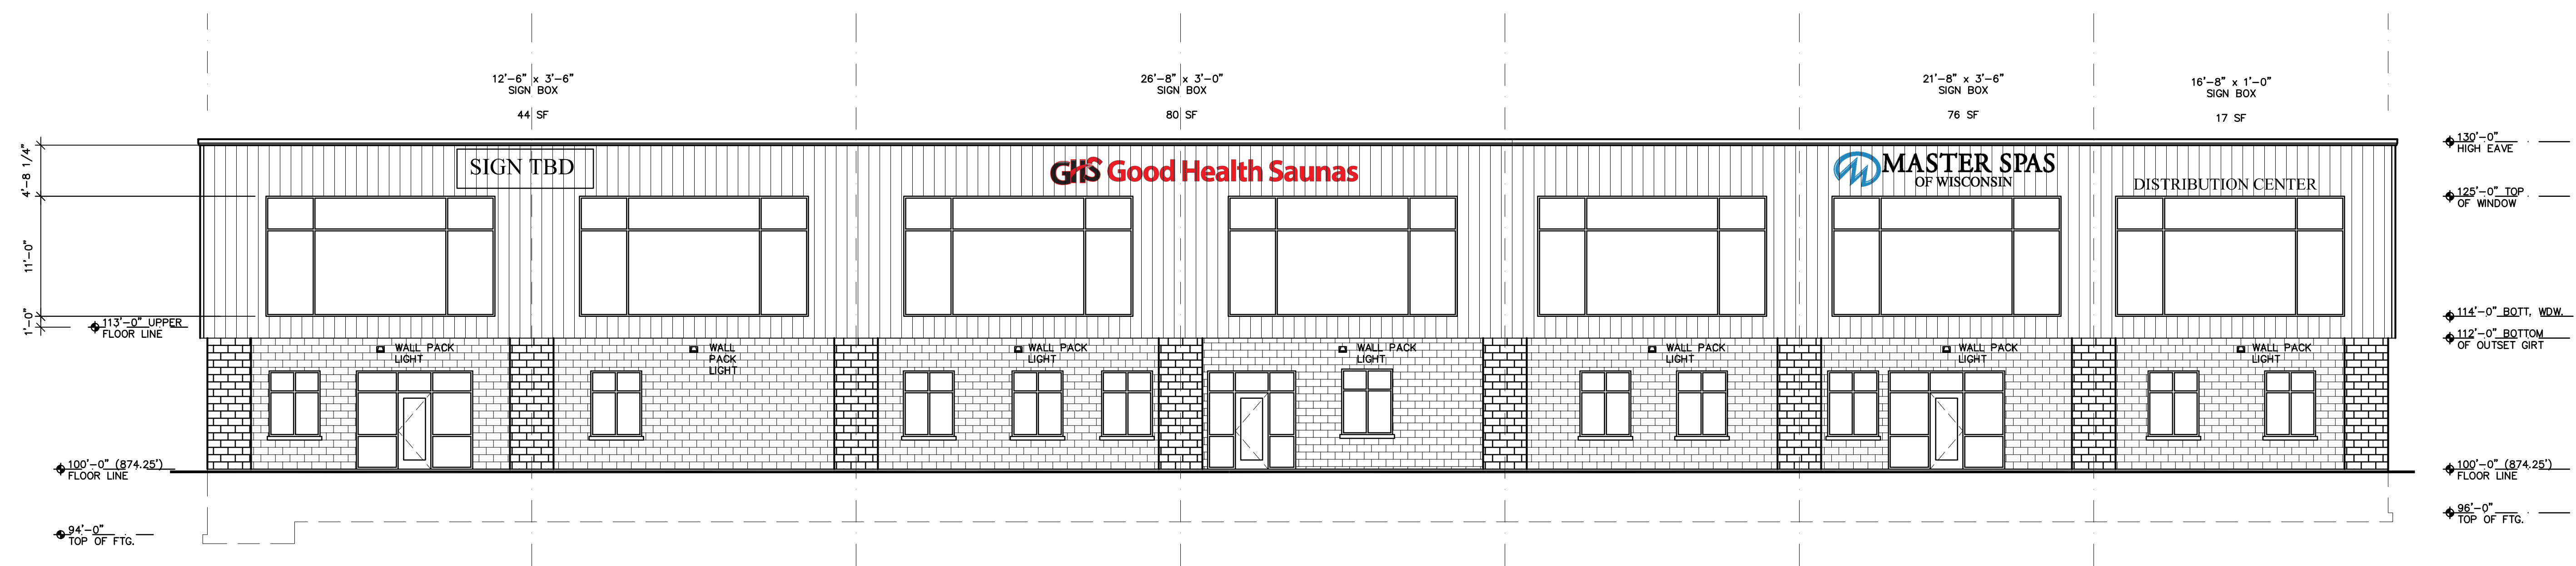 12'-6" x 3'-6"
SIGN BOX
44 SF
26'-8" x 3'-0"
SIGN BOX
80 SF
21'-8" x 3'-6"
SIGN BOX
76 SF
16'-8" x 1'-0"
SIGN BOX
17 SF
4'-8 1/4"
11'-0"
1'-0"
SIGN TBD
GHS Good Health Saunas
MASTER SPAS
OF WISCONSIN
DISTRIBUTION CENTER
130'-0"
HIGH EAVE
125'-0" TOP
OF WINDOW
114'-0" BOTT. WDW.
112'-0" BOTTOM
OF OUTSET GIRT
113'-0" UPPER
FLOOR LINE
WALL PACK
LIGHT
WALL
PACK
LIGHT
WALL PACK
LIGHT
WALL PACK
LIGHT
WALL PACK
LIGHT
WALL PACK
LIGHT
WALL PACK
LIGHT
100'-0" (874.25')
FLOOR LINE
100'-0" (874.25')
FLOOR LINE
94'-0"
TOP OF FTG.
96'-0"
TOP OF FTG.